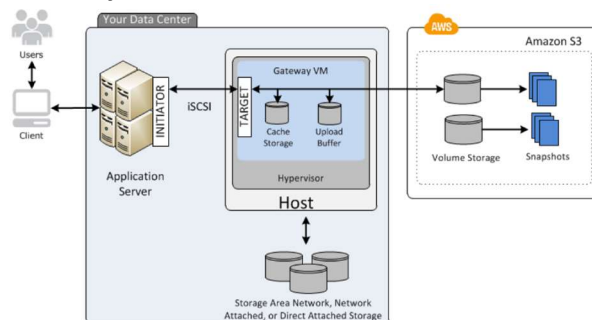 Your Data Center
Users
Client
Application
Server
INITIATOR
iSCSI
TARGET
Gateway VM
Cache
Storage
Upload
Buffer
Hypervisor
Host
Storage Area Network, Network
Attached, or Direct Attached Storage
AWS
Amazon S3
Volume Storage
Snapshots